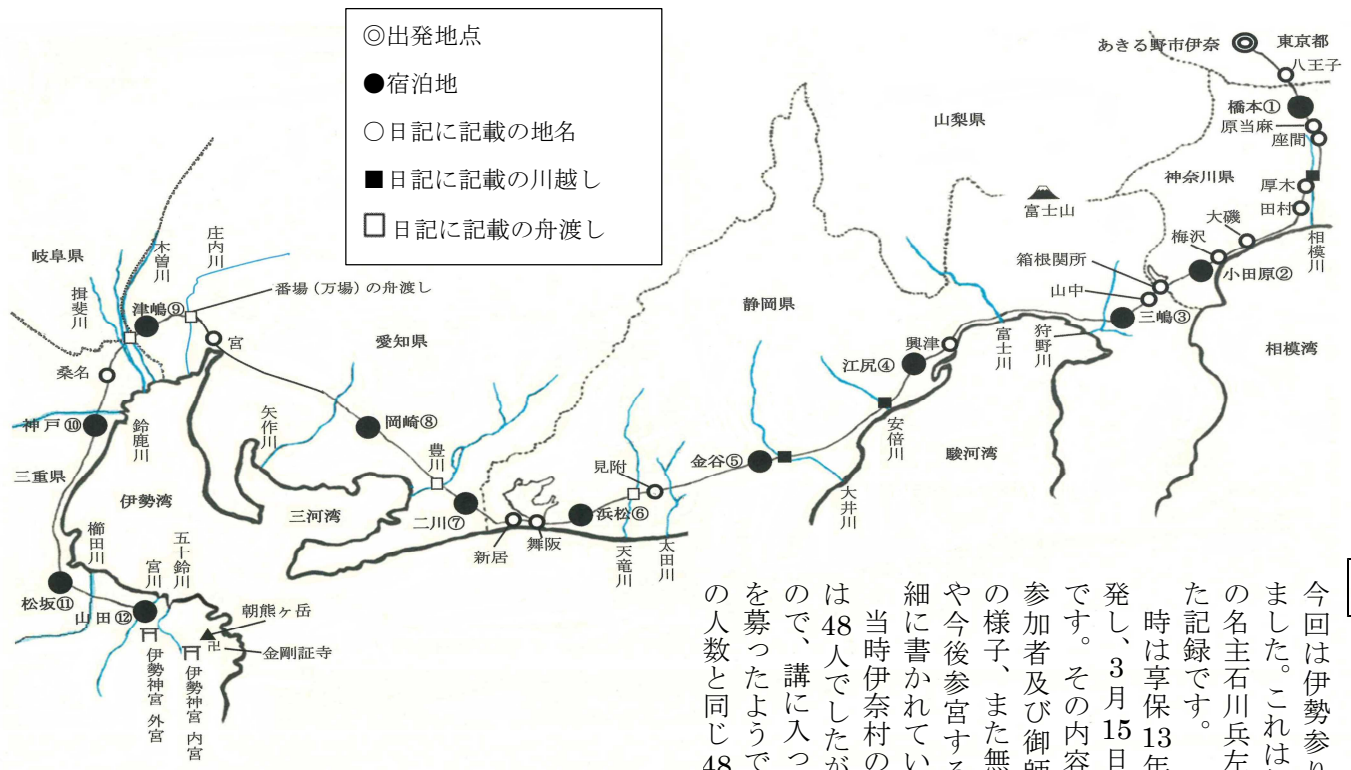 ◎出発地点
●宿泊地
○日記に記載の地名
■日記に記載の川越し
□日記に記載の舟渡し
あきる野市伊奈
東京都
八王子
橋本①
原当麻
座間
山梨県
神奈川県
厚木
田村
富士山
大磯
相模川
梅沢
箱根関所
小田原②
山中
三嶋③
相模湾
静岡県
狩野川
富士川
興津
江尻④
安倍川
駿河湾
金谷⑤
大井川
見附
太田川
天竜川
浜松⑥
舞阪
新居
二川⑦
豊川
三河湾
岡崎⑧
矢作川
愛知県
宮
番場(万場)の舟渡し
庄内川
木曽川
岐阜県
揖斐川
津嶋⑨
桑名
神戸⑩
鈴鹿川
三重県
伊勢湾
櫛田川
松坂⑪
五十鈴川
宮川
山田⑫
朝熊ヶ岳
卍
金剛証寺
伊勢神宮 外宮
伊勢神宮 内宮
今回は伊勢参り
ました。これは
の名主石川兵左
た記録です。
時は享保13年
発し、3月15日
です。その内容
参加者及び御師
の様子、また無
や今後参宮する
細に書かれてい
当時伊奈村の
は48人でしたが
ので、講に入っ
を募ったようで
の人数と同じ48